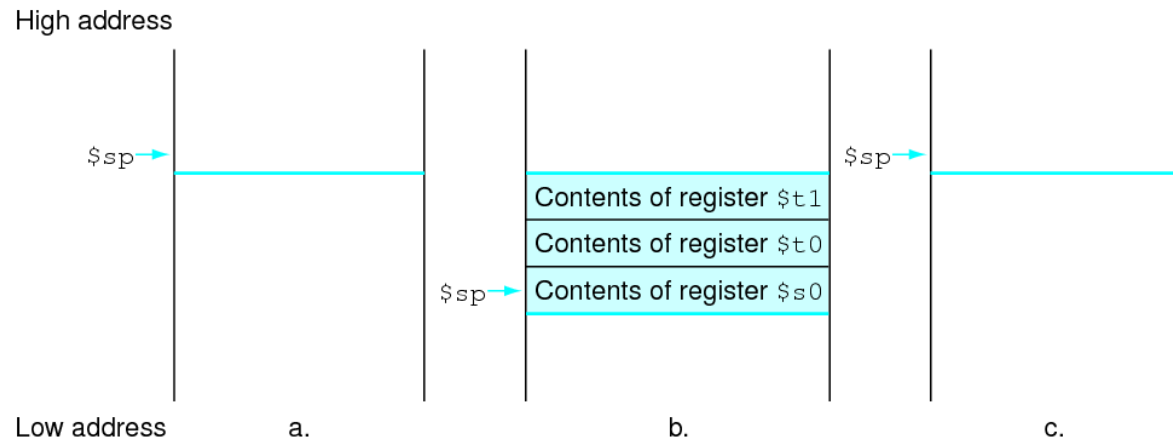 High address
$sp
$sp
Contents of register $t1
Contents of register $t0
$sp
Contents of register $s0
Low address
a.
b.
c.